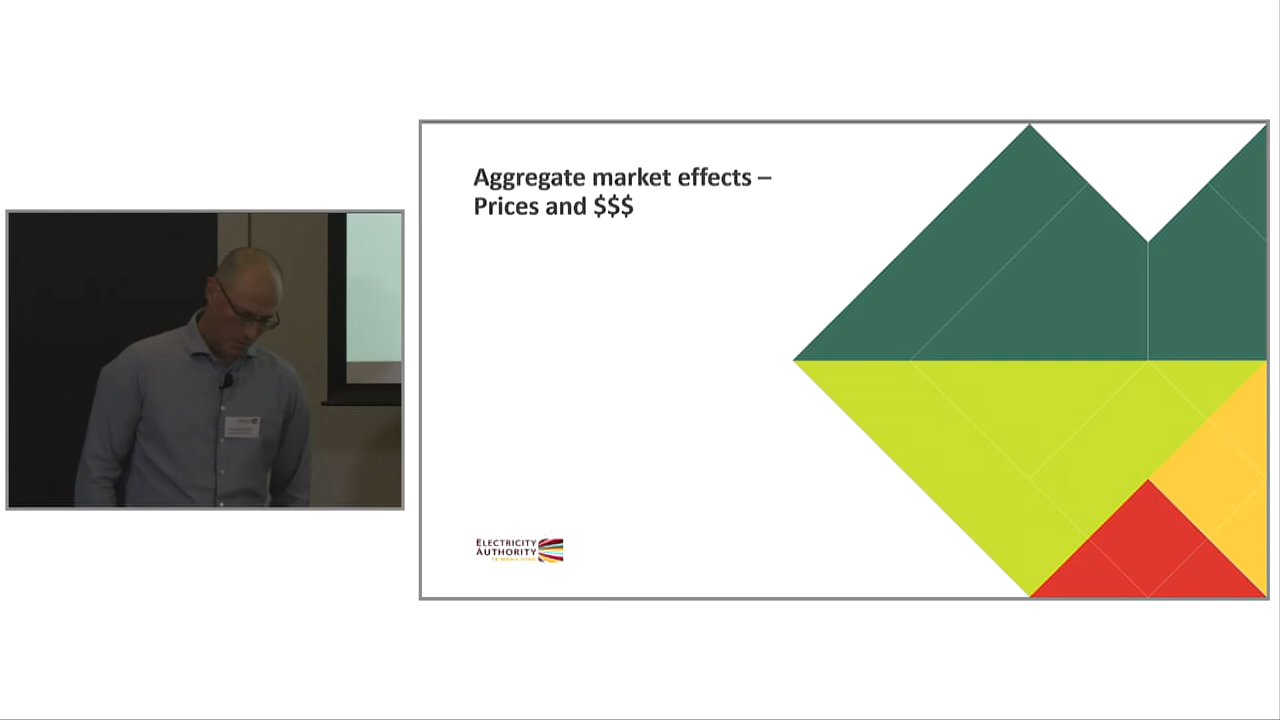 Aggregate market effects –
Prices and $$$
ELECTRICITY
AUTHORITY